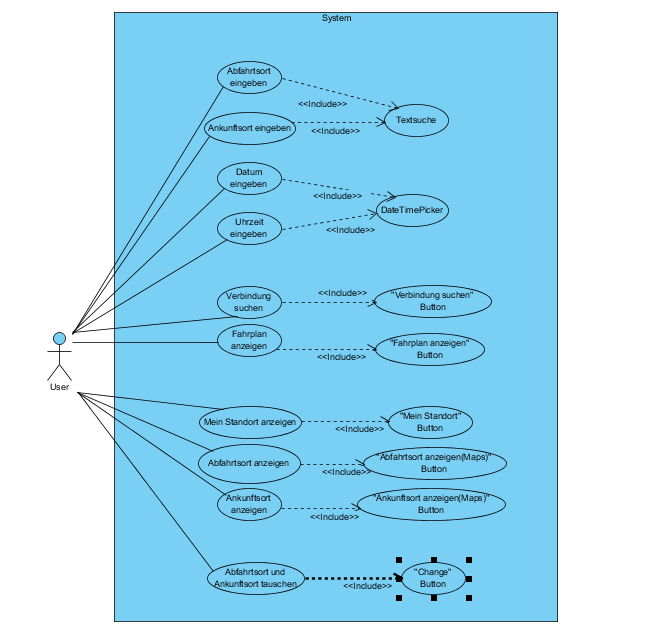 System
Abfahrtsort
eingeben
<<Include>>
Textsuche
Ankunftsort eingeben
<<Include>>
Datum
eingeben
<<Include>>
DateTimePicker
Uhrzeit
eingeben
<<Include>>
Verbindung
suchen
<<Include>>
"Verbindung suchen"
Button
Fahrplan
anzeigen
<<Include>>
"Fahrplan anzeigen"
Button
User
Mein Standort anzeigen
<<Include>>
"Mein Standort"
Button
Abfahrtsort anzeigen
<<Include>>
"Abfahrtsort anzeigen(Maps)"
Button
Ankunftsort
anzeigen
<<Include>>
"Ankunftsort anzeigen(Maps)"
Button
Abfahrtsort und
Ankunftsort tauschen
<<Include>>
"Change"
Button